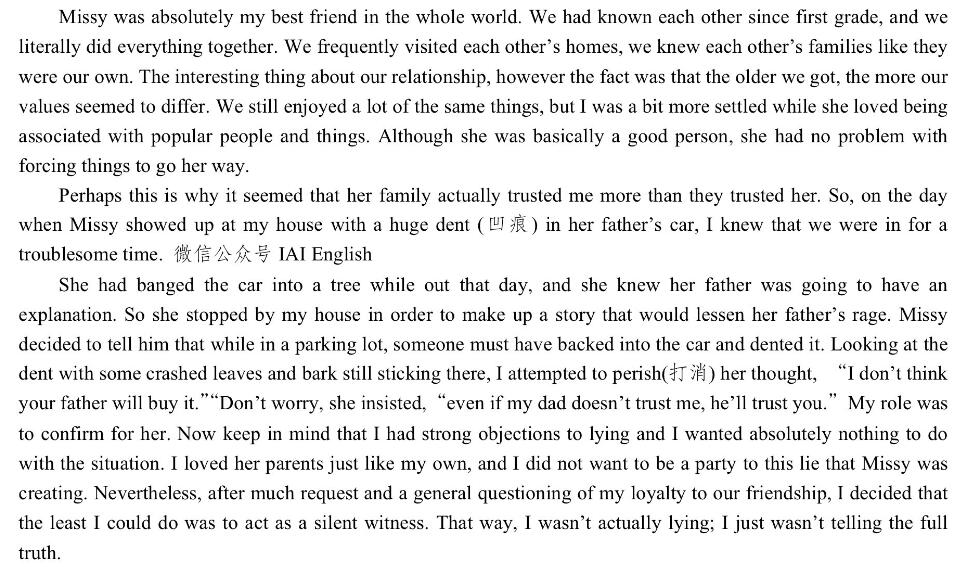 Missy was absolutely my best friend in the whole world. We had known each other since first grade, and we
literally did everything together. We frequently visited each other's homes, we knew each other's families like they
were our own. The interesting thing about our relationship, however the fact was that the older we got, the more our
values seemed to differ. We still enjoyed a lot of the same things, but I was a bit more settled while she loved being
associated with popular people and things. Although she was basically a good person, she had no problem with
forcing things to go her way.
Perhaps this is why it seemed that her family actually trusted me more than they trusted her. So, on the day
when Missy showed up at my house with a huge dent (凹痕) in her father's car, I knew that we were in for a
troublesome time. 微信公众号 IAI English
She had banged the car into a tree while out that day, and she knew her father was going to have an
explanation. So she stopped by my house in order to make up a story that would lessen her father's rage. Missy
decided to tell him that while in a parking lot, someone must have backed into the car and dented it. Looking at the
dent with some crashed leaves and bark still sticking there, I attempted to perish(打消) her thought, “I don't think
your father will buy it.”“Don't worry, she insisted, “even if my dad doesn't trust me, he'll trust you.” My role was
to confirm for her. Now keep in mind that I had strong objections to lying and I wanted absolutely nothing to do
with the situation. I loved her parents just like my own, and I did not want to be a party to this lie that Missy was
creating. Nevertheless, after much request and a general questioning of my loyalty to our friendship, I decided that
the least I could do was to act as a silent witness. That way, I wasn't actually lying; I just wasn't telling the full
truth.